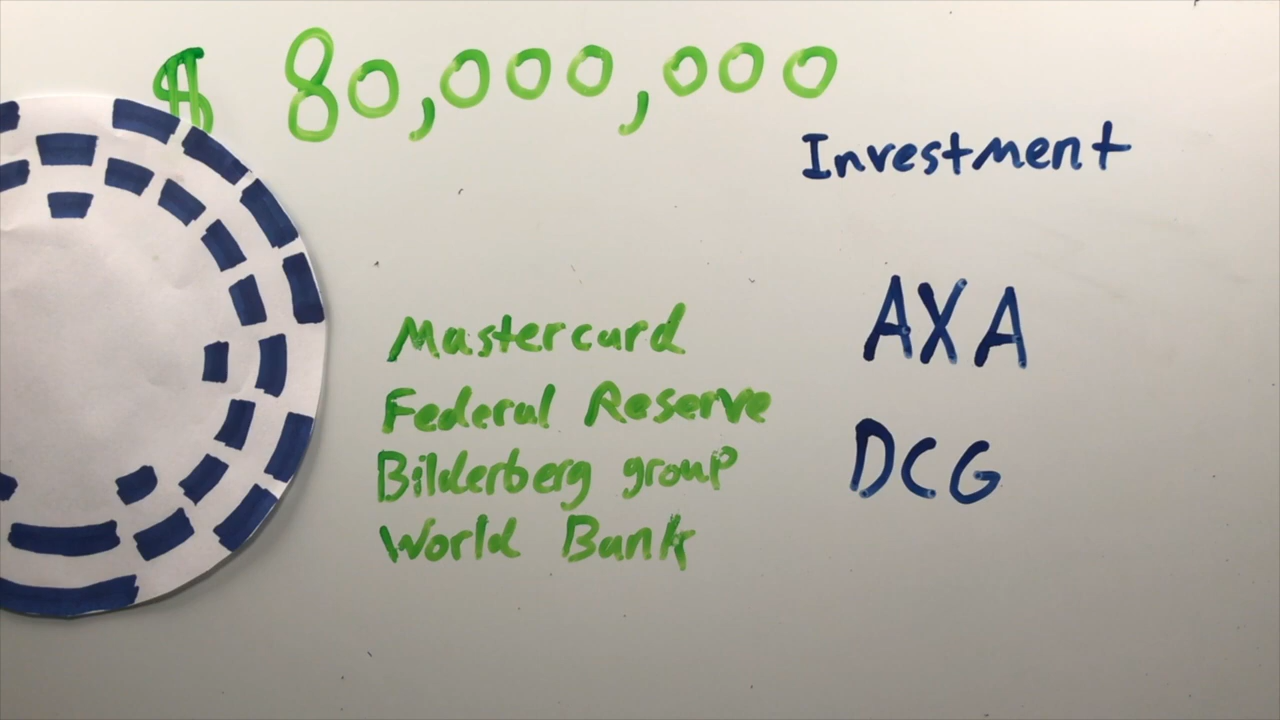 $ 80,000,000
Investment
Mastercard
Federal Reserve
Bilderberg group
World Bank
AXA
DCG